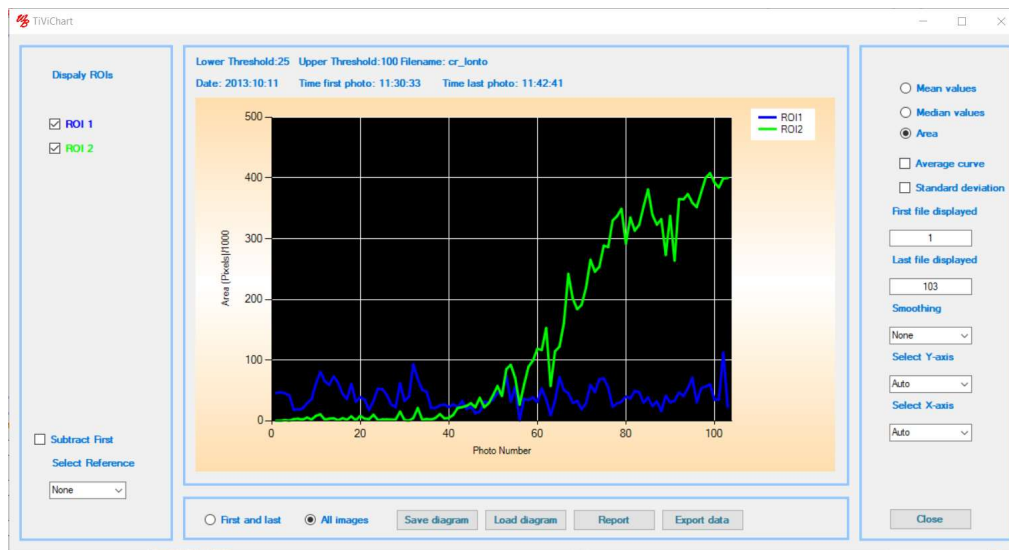 TiViChart
Dispaly ROIs
ROI 1
ROI 2
Subtract First
Select Reference
None
Lower Threshold:25 Upper Threshold:100 Filename: cr_lonto
Date: 2013:10:11 Time first photo: 11:30:33 Time last photo: 11:42:41
500
400
300
200
100
0
Area (Pixels)/1000
0 20 40 60 80 100
Photo Number
ROI1
ROI2
First and last All images Save diagram Load diagram Report Export data
Mean values
Median values
Area
Average curve
Standard deviation
First file displayed
1
Last file displayed
103
Smoothing
None
Select Y-axis
Auto
Select X-axis
Auto
Close